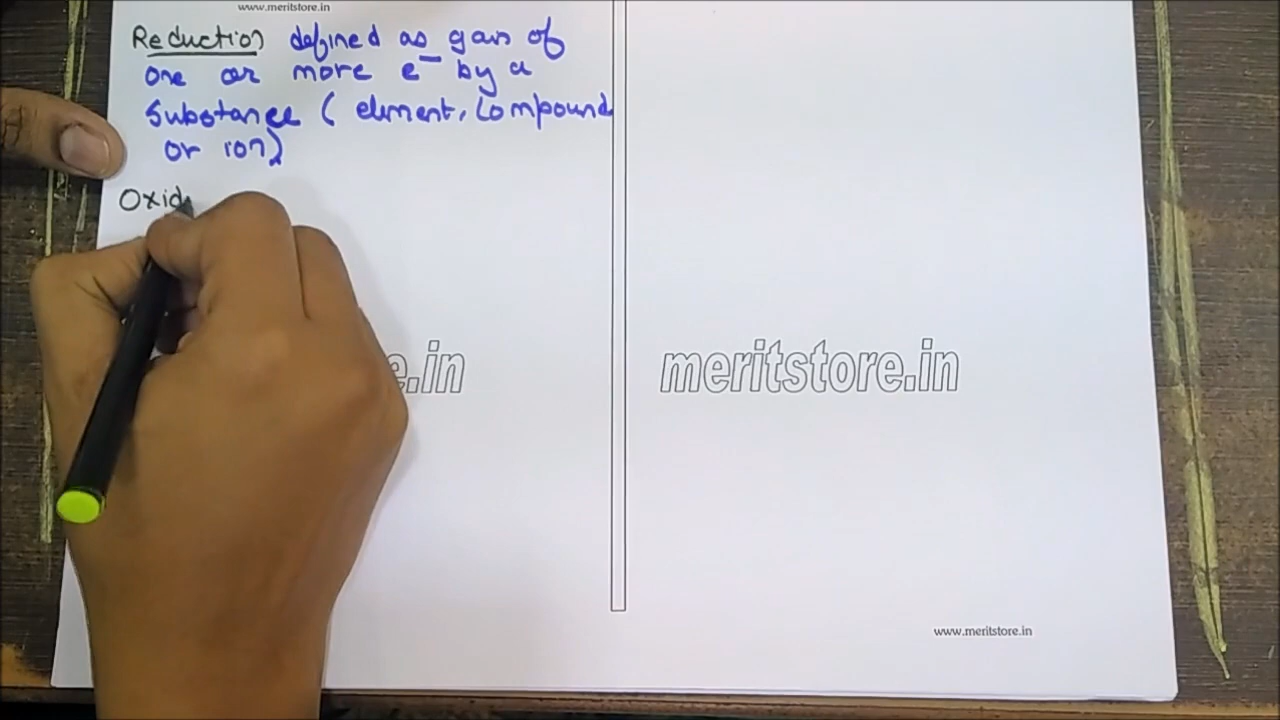 www.meritstore.in
Reduction defined as gain of
one or more e⁻ by a
Substance ( element, Compound
or ion)
Oxid
e.in
meritstore.in
www.meritstore.in